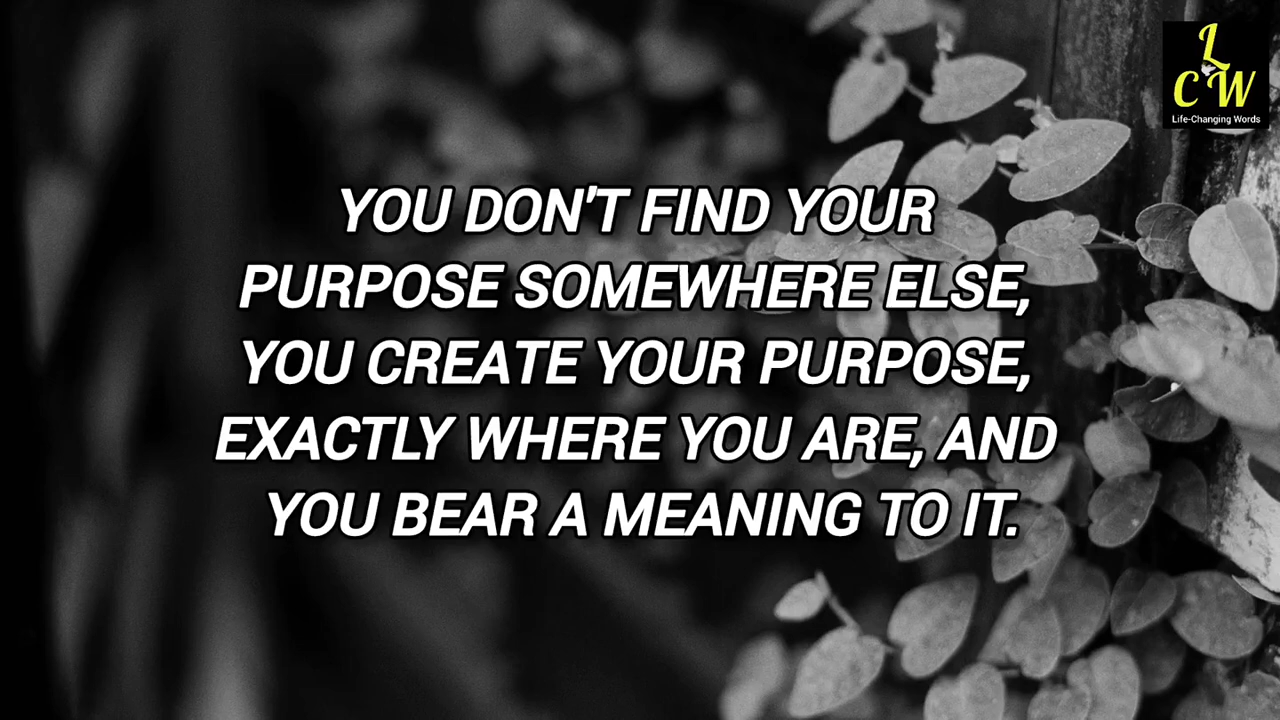 L
C W
Life-Changing Words
YOU DON'T FIND YOUR
PURPOSE SOMEWHERE ELSE,
YOU CREATE YOUR PURPOSE,
EXACTLY WHERE YOU ARE, AND
YOU BEAR A MEANING TO IT.